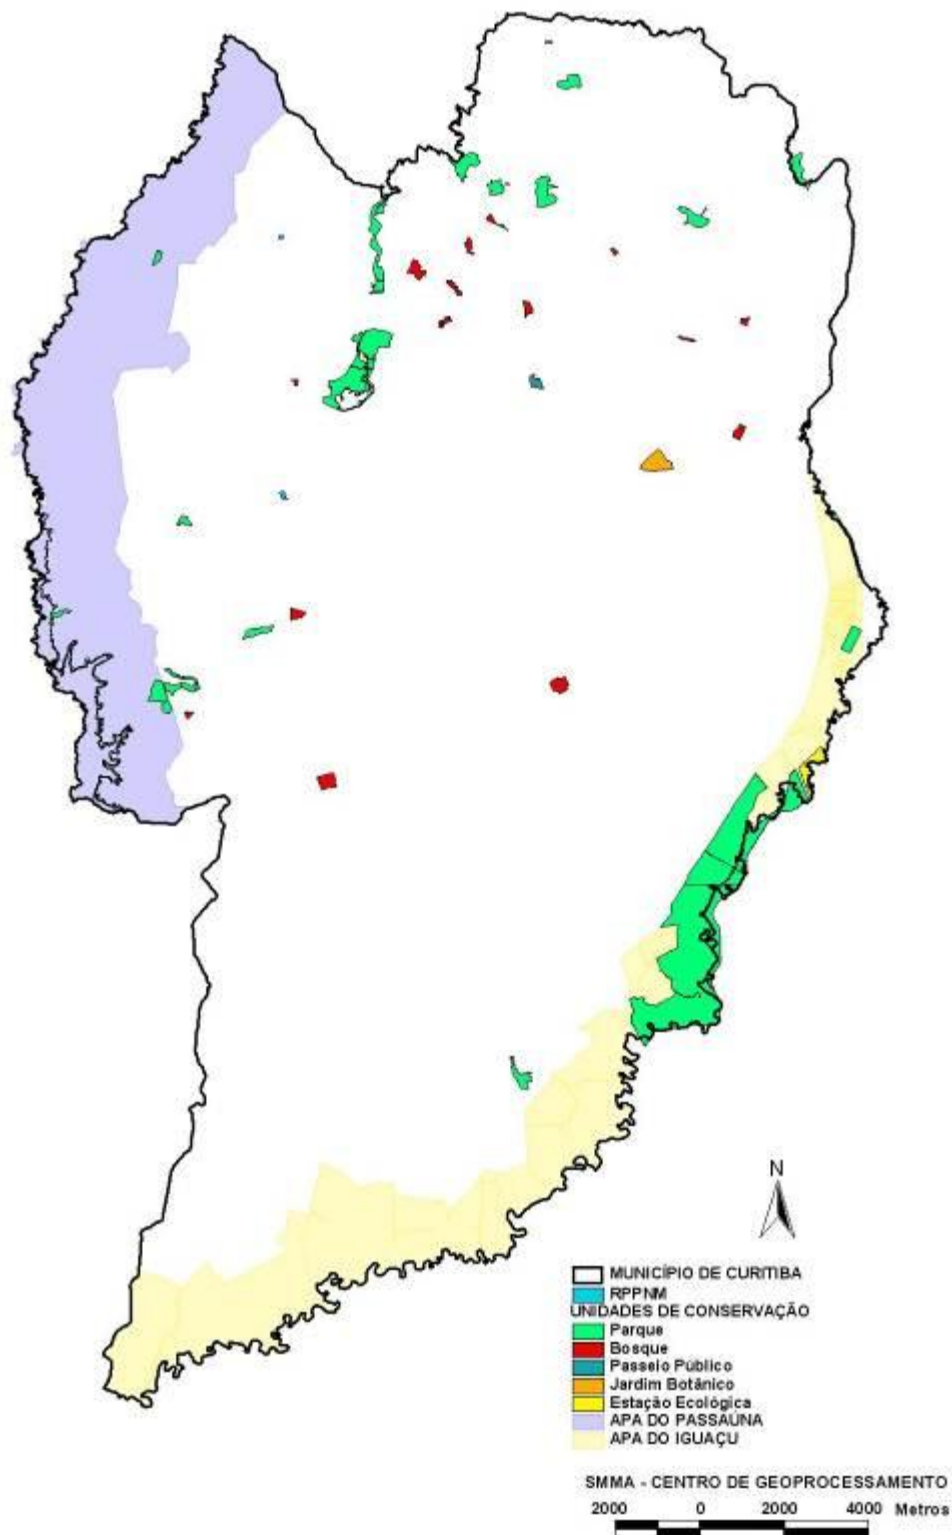 N
MUNICÍPIO DE CURITIBA
RPPNM
UNIDADES DE CONSERVAÇÃO
Parque
Bosque
Passeio Público
Jardim Botânico
Estação Ecológica
APA DO PASSAÚNA
APA DO IGUAÇU
SMMA - CENTRO DE GEOPROCESSAMENTO
2000 0 2000 4000 Metros